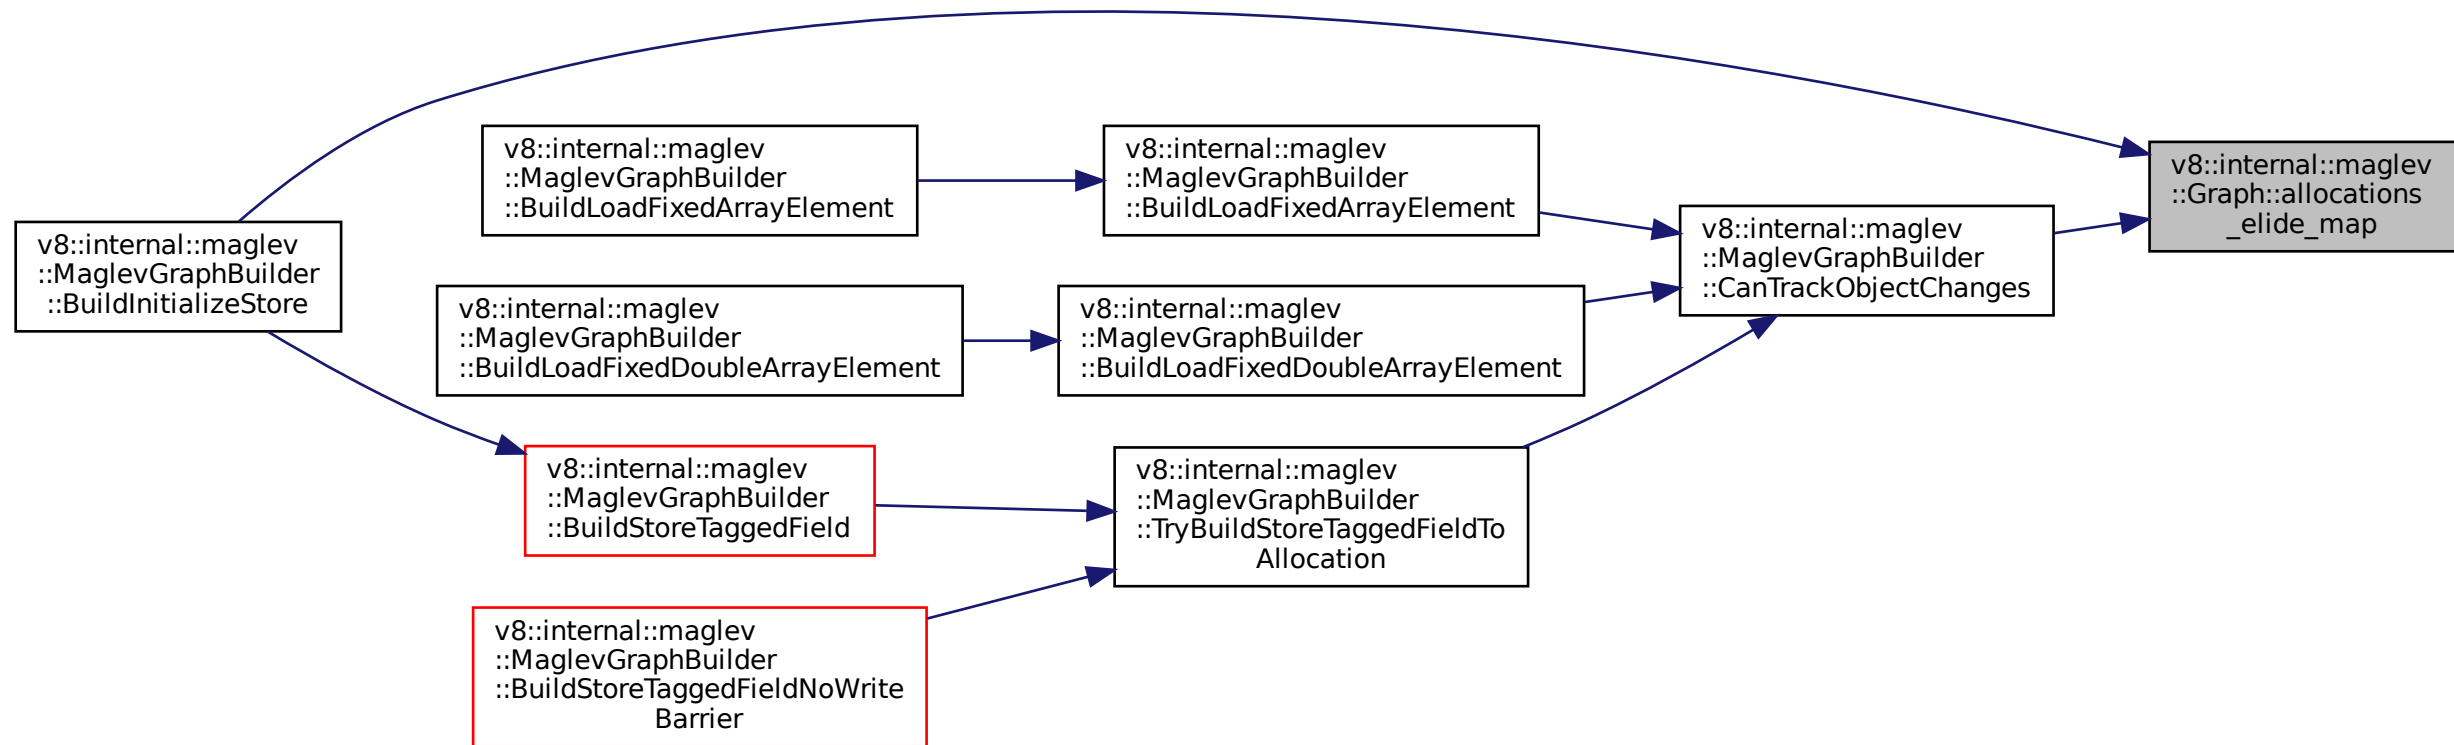 v8::internal::maglev
::MaglevGraphBuilder
::BuildInitializeStore
v8::internal::maglev
::MaglevGraphBuilder
::BuildLoadFixedArrayElement
v8::internal::maglev
::MaglevGraphBuilder
::BuildLoadFixedDoubleArrayElement
v8::internal::maglev
::MaglevGraphBuilder
::BuildStoreTaggedField
v8::internal::maglev
::MaglevGraphBuilder
::BuildStoreTaggedFieldNoWrite
Barrier
v8::internal::maglev
::MaglevGraphBuilder
::BuildLoadFixedArrayElement
v8::internal::maglev
::MaglevGraphBuilder
::BuildLoadFixedDoubleArrayElement
v8::internal::maglev
::MaglevGraphBuilder
::TryBuildStoreTaggedFieldTo
Allocation
v8::internal::maglev
::MaglevGraphBuilder
::CanTrackObjectChanges
v8::internal::maglev
::Graph::allocations
_elide_map